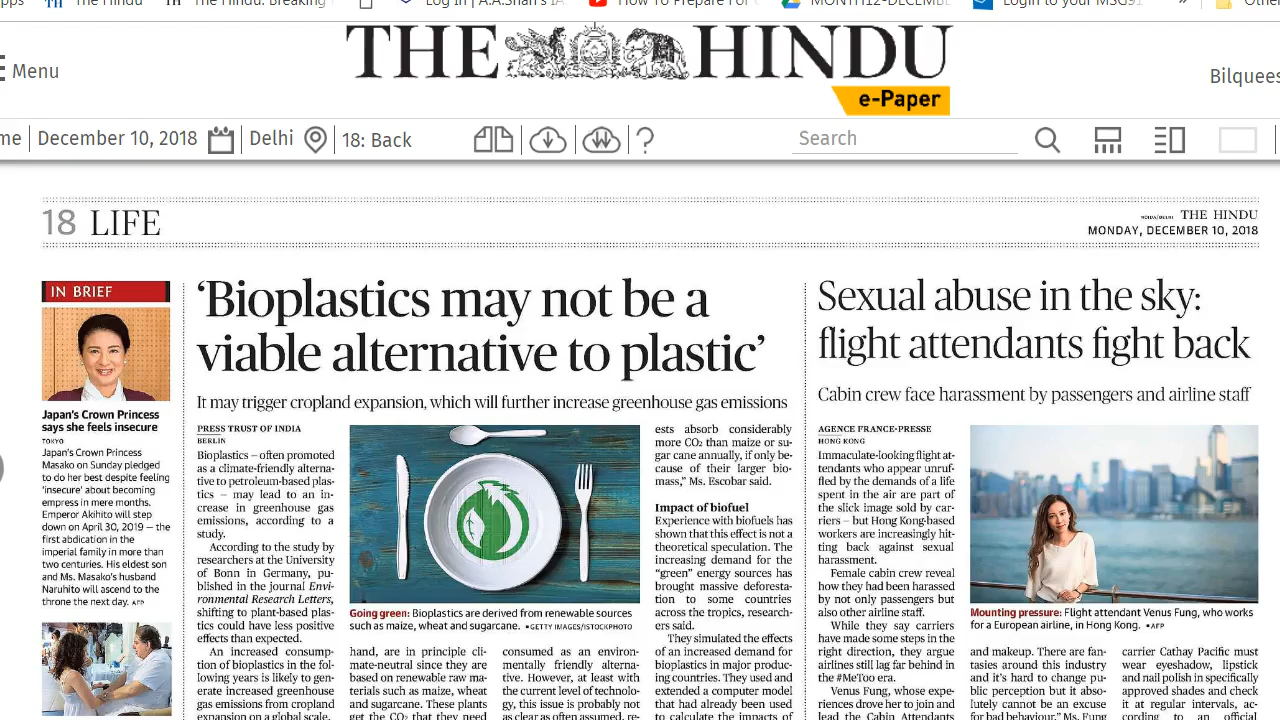 The Hindu
TH
The Hindu: Breaking
Log In | A.A.Shah's IA
How To Prepare For
MONTH12-DECEMBE
Login to your MSG91
»
Menu
THE HINDU
e-Paper
Bilquees
me
December 10, 2018
Delhi
18: Back
?
Search
18 LIFE
NOIDA/DELHI THE HINDU
MONDAY, DECEMBER 10, 2018
IN BRIEF
Japan's Crown Princess
says she feels insecure
TOKYO
Japan's Crown Princess
Masako on Sunday pledged
to do her best despite feeling
'insecure' about becoming
empress in mere months.
Emperor Akihito will step
down on April 30, 2019 — the
first abdication in the
imperial family in more than
two centuries. His eldest son
and Ms. Masako's husband
Naruhito will ascend to the
throne the next day. AFP
‘Bioplastics may not be a
viable alternative to plastic’
It may trigger cropland expansion, which will further increase greenhouse gas emissions
PRESS TRUST OF INDIA
BERLIN
Bioplastics — often promoted
as a climate-friendly alterna-
tive to petroleum-based plas-
tics — may lead to an in-
crease in greenhouse gas
emissions, according to a
study.
According to the study by
researchers at the University
of Bonn in Germany, pu-
blished in the journal Envi-
ronmental Research Letters,
shifting to plant-based plas-
tics could have less positive
effects than expected.
An increased consump-
tion of bioplastics in the fol-
lowing years is likely to gen-
erate increased greenhouse
gas emissions from cropland
expansion on a global scale.
Going green: Bioplastics are derived from renewable sources
such as maize, wheat and sugarcane. •GETTY IMAGES/ISTOCKPHOTO
hand, are in principle cli-
mate-neutral since they are
based on renewable raw ma-
terials such as maize, wheat
and sugarcane. These plants
get the CO₂ that they need
consumed as an environ-
mentally friendly alterna-
tive. However, at least with
the current level of technolo-
gy, this issue is probably not
as clear as often assumed, re-
ests absorb considerably
more CO₂ than maize or su-
gar cane annually, if only be-
cause of their larger bio-
mass,” Ms. Escobar said.
Impact of biofuel
Experience with biofuels has
shown that this effect is not a
theoretical speculation. The
increasing demand for the
“green” energy sources has
brought massive deforesta-
tion to some countries
across the tropics, research-
ers said.
They simulated the effects
of an increased demand for
bioplastics in major produc-
ing countries. They used and
extended a computer model
that had already been used
to calculate the impacts of
Sexual abuse in the sky:
flight attendants fight back
Cabin crew face harassment by passengers and airline staff
AGENCE FRANCE-PRESSE
HONG KONG
Immaculate-looking flight at-
tendants who appear unruf-
fled by the demands of a life
spent in the air are part of
the slick image sold by car-
riers — but Hong Kong-based
workers are increasingly hit-
ting back against sexual
harassment.
Female cabin crew reveal
how they had been harassed
by not only passengers but
also other airline staff.
While they say carriers
have made some steps in the
right direction, they argue
airlines still lag far behind in
the #MeToo era.
Venus Fung, whose expe-
riences drove her to join and
lead the Cabin Attendants
Mounting pressure: Flight attendant Venus Fung, who works
for a European airline, in Hong Kong. •AFP
and makeup. There are fan-
tasies around this industry
and it's hard to change pu-
blic perception but it abso-
lutely cannot be an excuse
for bad behaviour,” Ms. Fung
carrier Cathay Pacific must
wear eyeshadow, lipstick
and nail polish in specifically
approved shades and check
it at regular intervals, ac-
cording to an official